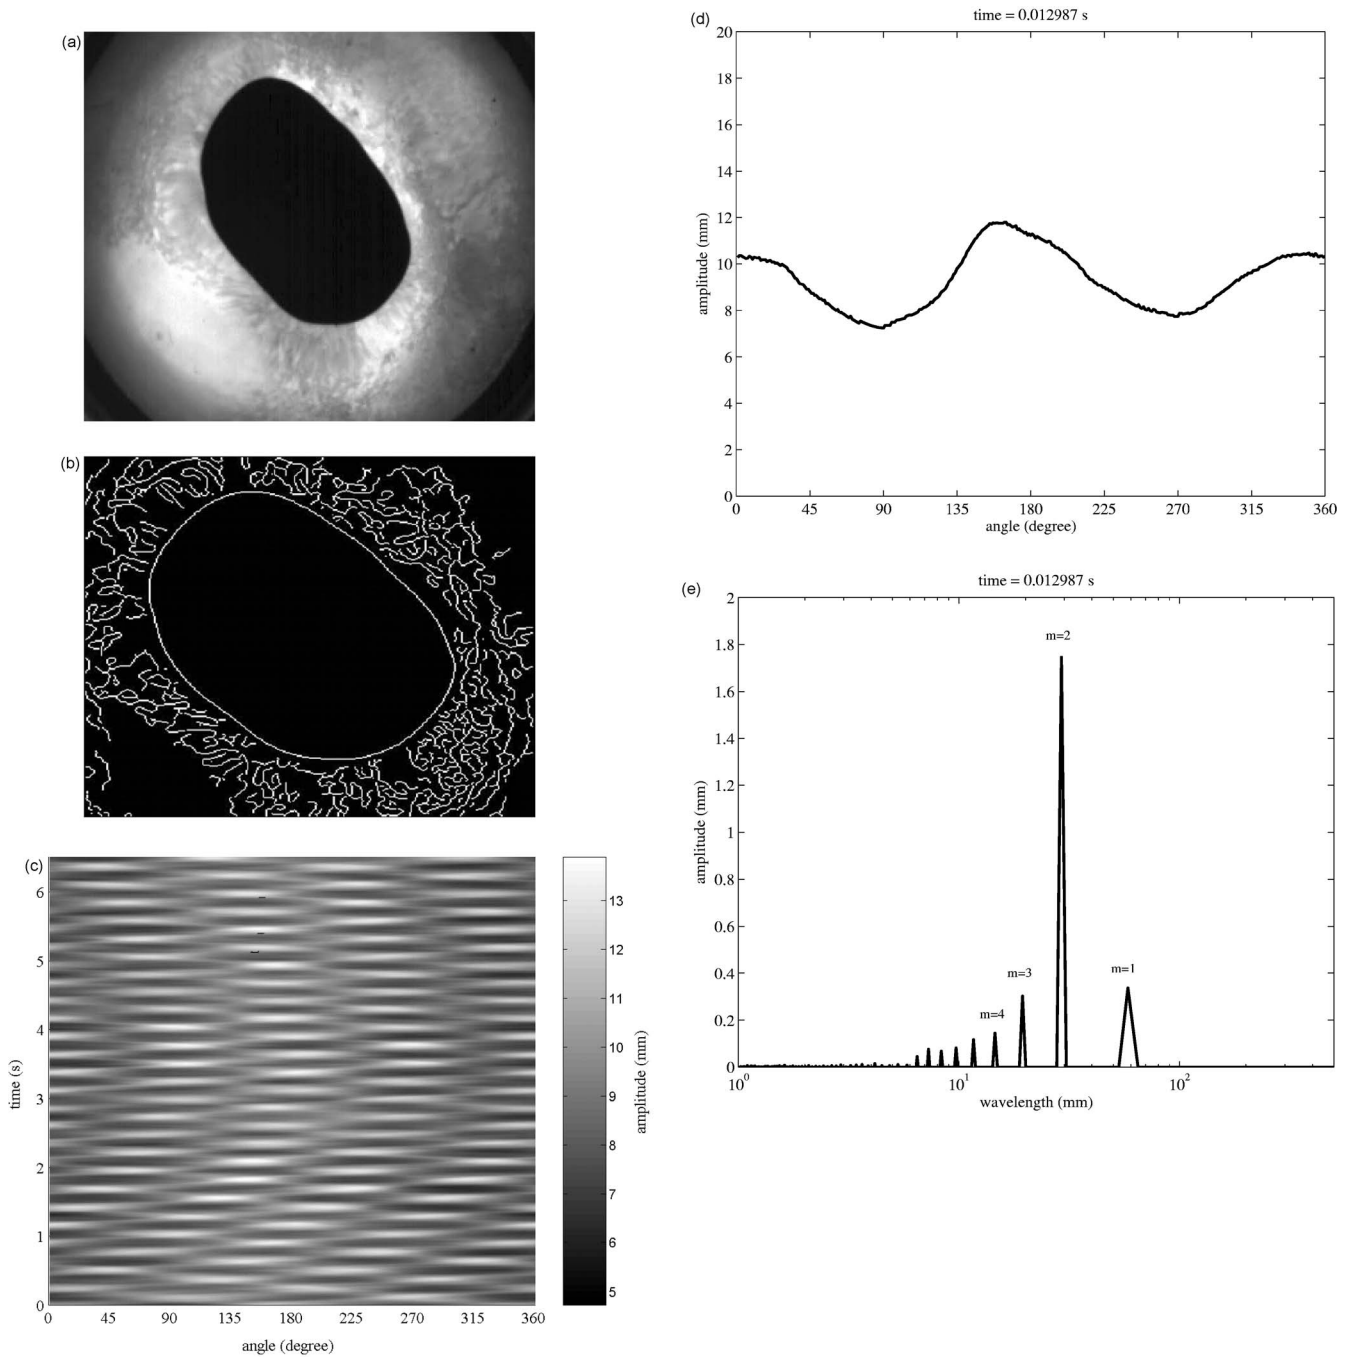 (a)
(b)
(c)
6
5
4
3
2
1
0
time (s)
0 45 90 135 180 225 270 315 360
angle (degree)
13
12
11
10
9
8
7
6
5
amplitude (mm)
(d)
time = 0.012987 s
20
18
16
14
12
10
8
6
4
2
0
amplitude (mm)
0 45 90 135 180 225 270 315 360
angle (degree)
(e)
time = 0.012987 s
2
1.8
1.6
1.4
1.2
1
0.8
0.6
0.4
0.2
0
amplitude (mm)
m=2
m=3
m=1
m=4
10⁰ 10¹ 10²
wavelength (mm)